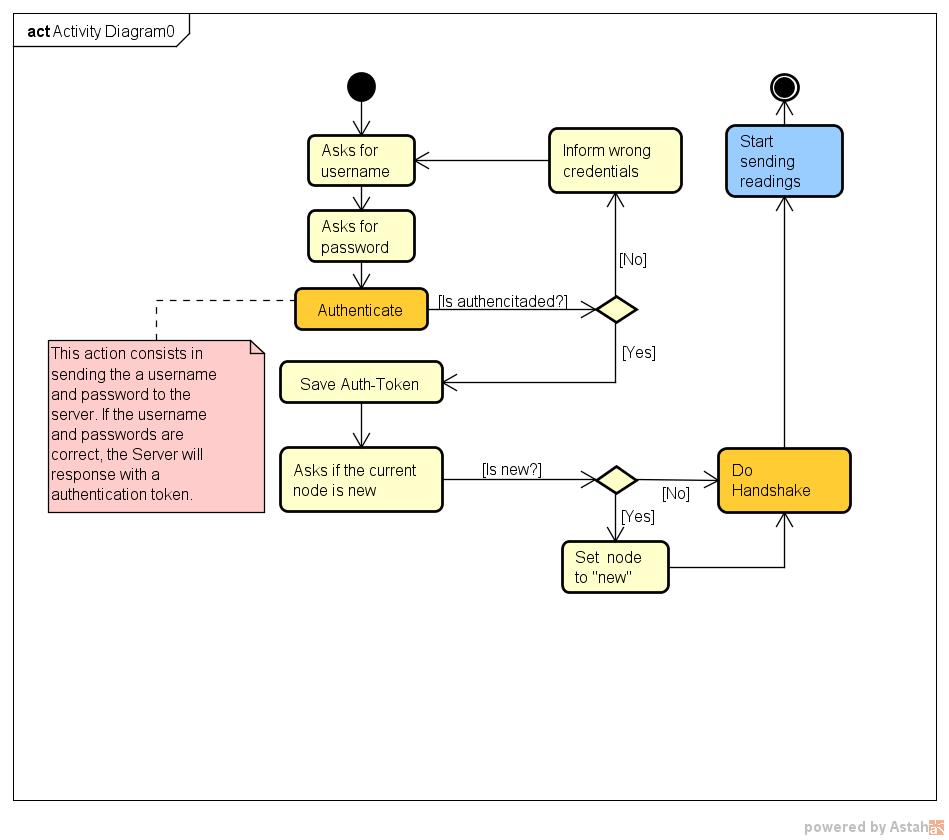 act Activity Diagram0
Asks for
username
Inform wrong
credentials
Start
sending
readings
Asks for
password
[No]
Authenticate
[Is authencitaded?]
[Yes]
This action consists in
sending the a username
and password to the
server. If the username
and passwords are
correct, the Server will
response with a
authentication token.
Save Auth-Token
Asks if the current
node is new
[Is new?]
[No]
Do
Handshake
[Yes]
Set node
to "new"
powered by Astah